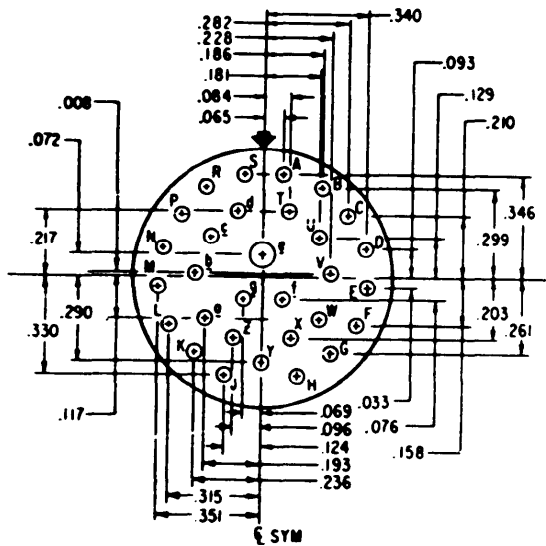 .340
.282
.228
.186
.181
.084
.065
.093
.129
.210
.008
.072
.217
.290
.330
.117
.346
.299
.203
.261
.033
.076
.158
S
A
R
B
P
d
T
C
c
U
D
N
e
M
b
V
E
g
f
L
a
W
F
Z
X
K
Y
G
J
H
.069
.096
.124
.193
.236
.315
.351
℄ SYM